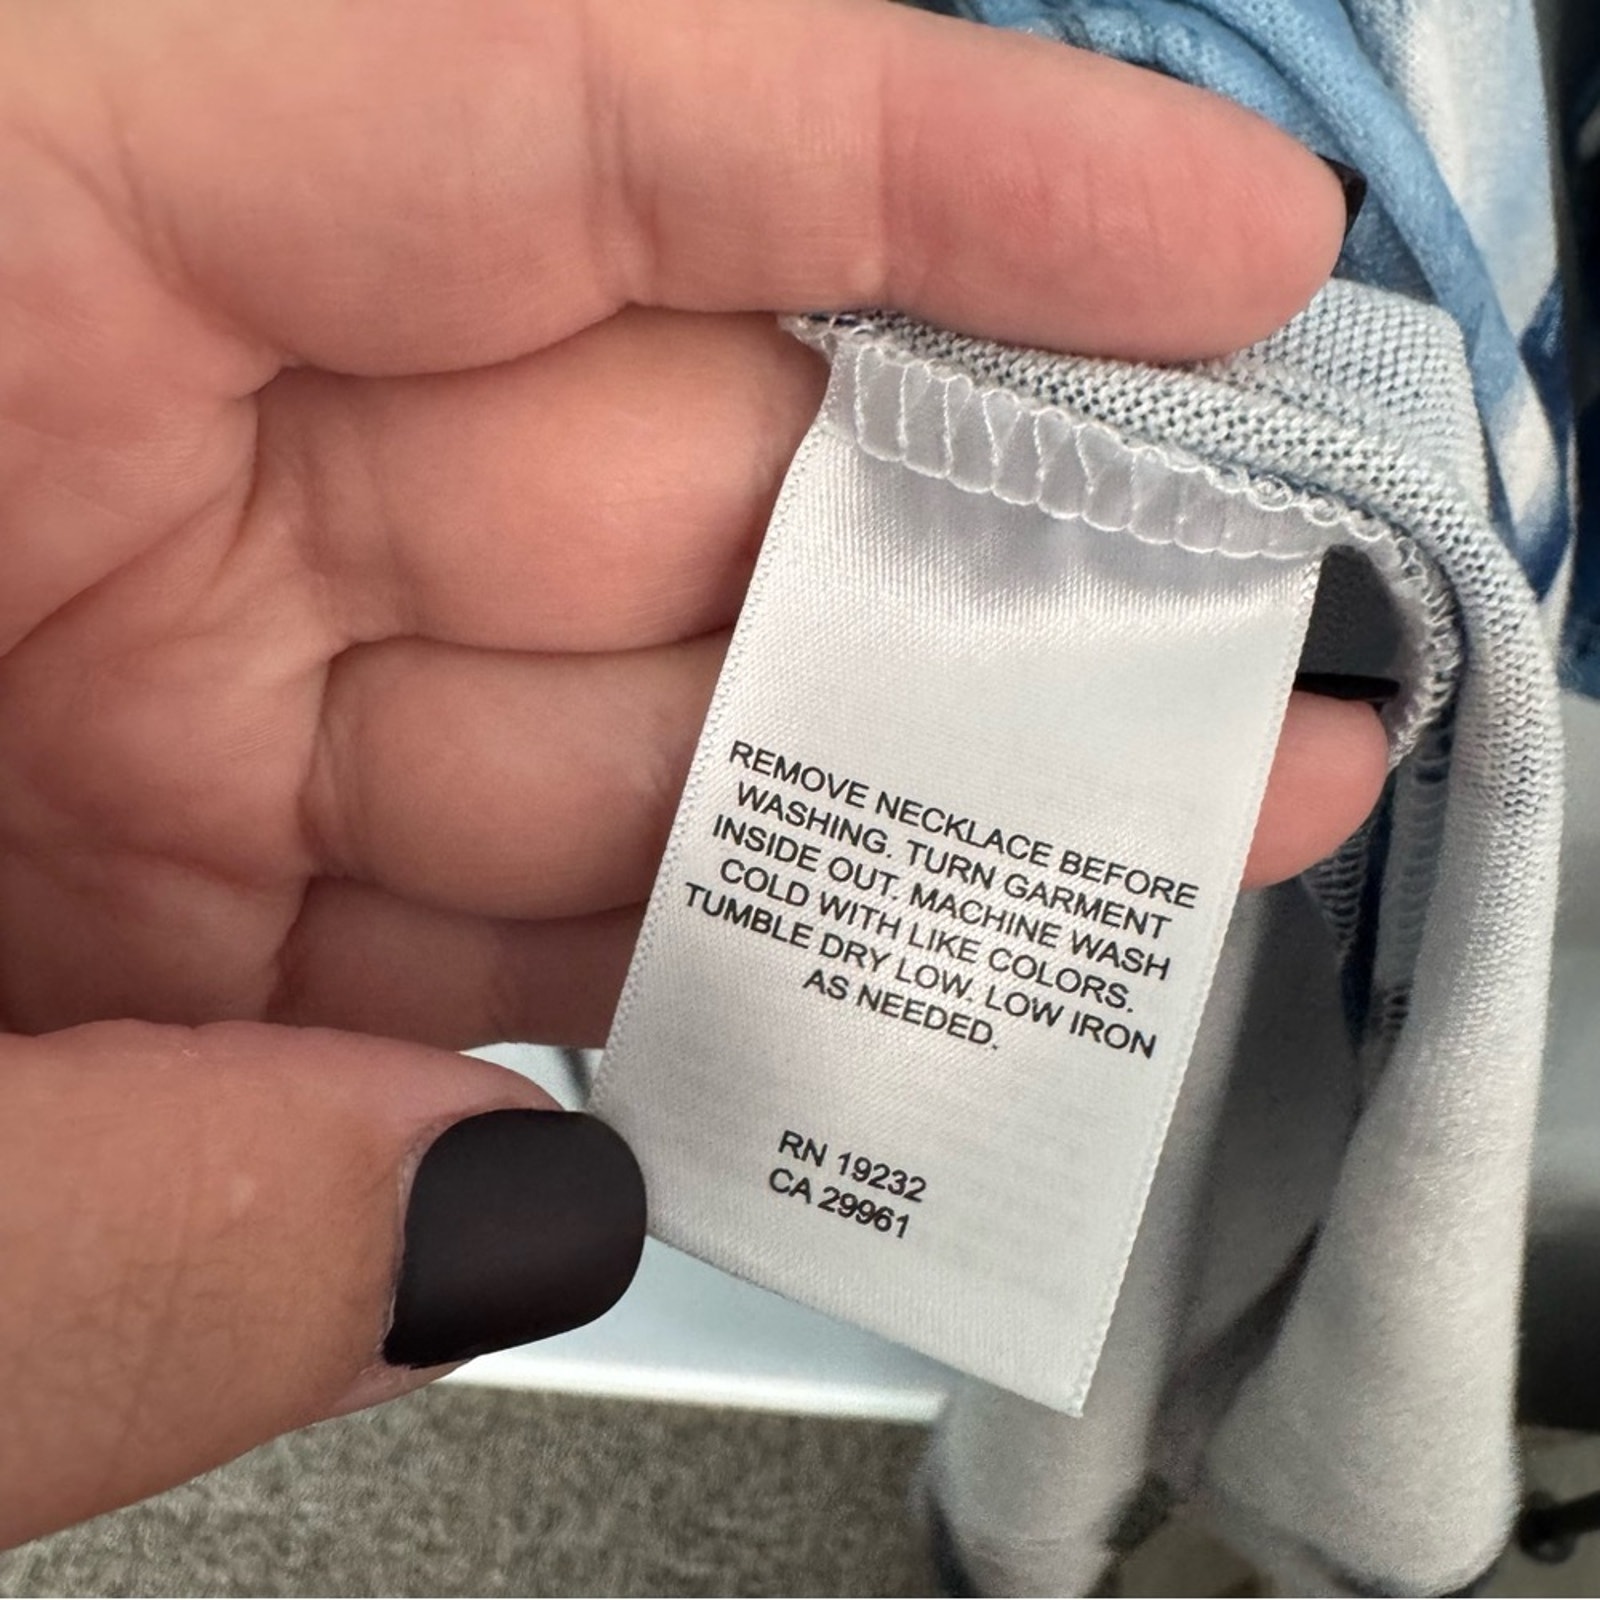 REMOVE NECKLACE BEFORE
WASHING. TURN GARMENT
INSIDE OUT. MACHINE WASH
COLD WITH LIKE COLORS.
TUMBLE DRY LOW. LOW IRON
AS NEEDED.
RN 19232
CA 29961